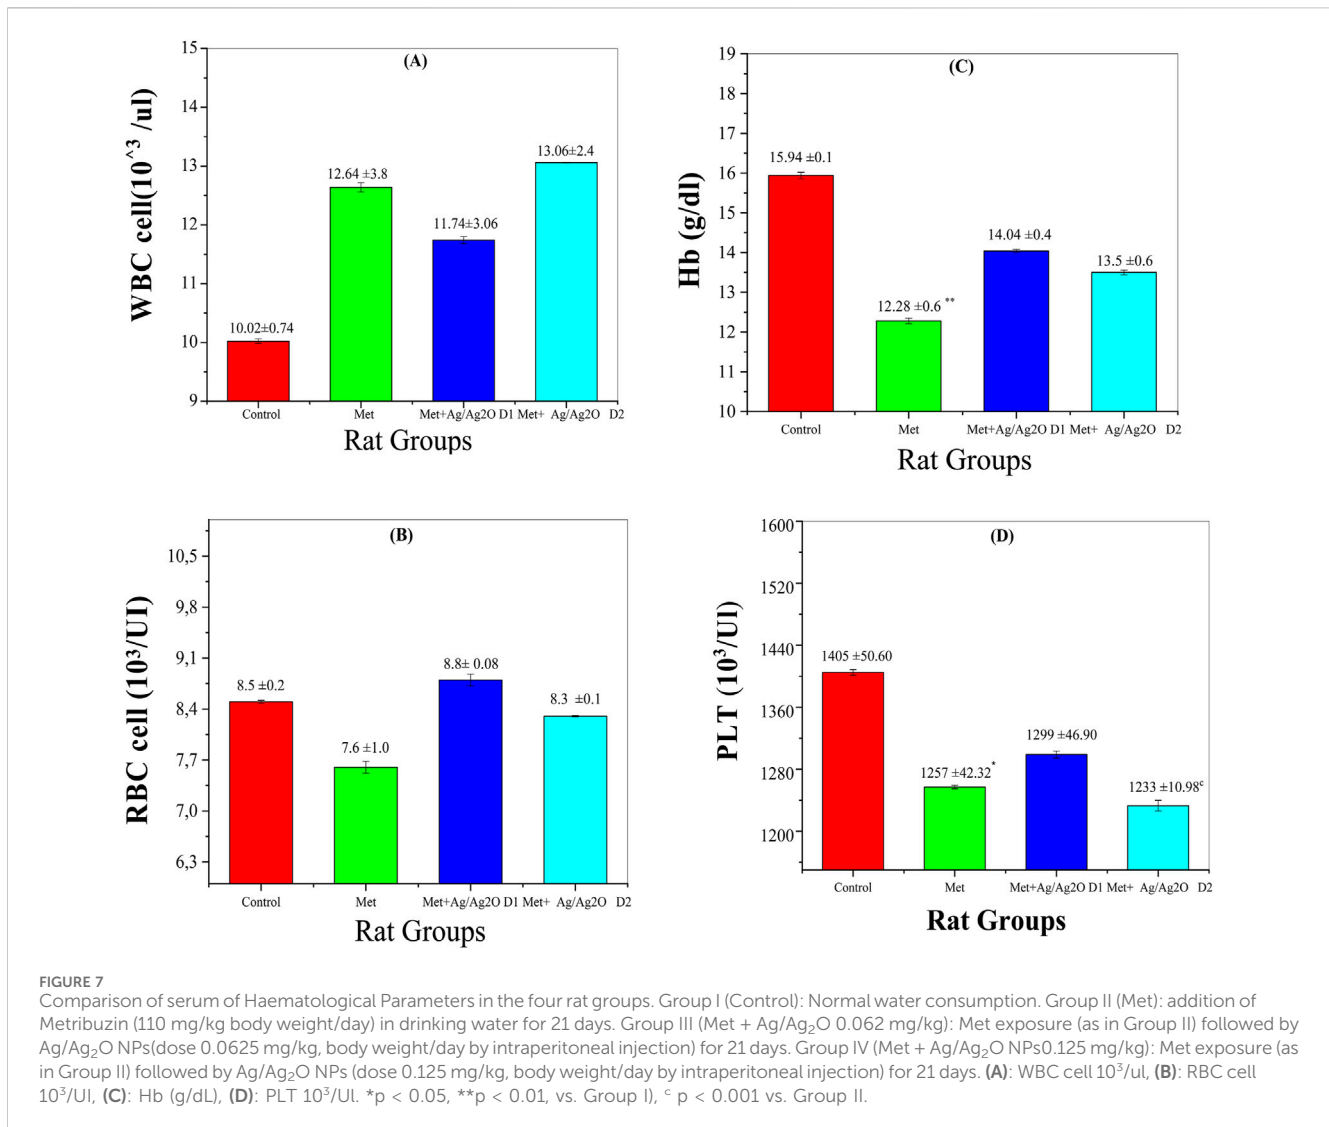 (A)
WBC cell(10^3 /ul)
15
14
13
12
11
10
9
10.02±0.74
12.64 ±3.8
11.74±3.06
13.06±2.4
Control Met Met+Ag/Ag2O D1 Met+ Ag/Ag2O D2
Rat Groups
(C)
Hb (g/dl)
19
18
17
16
15
14
13
12
11
10
15.94 ±0.1
12.28 ±0.6 **
14.04 ±0.4
13.5 ±0.6
Control Met Met+Ag/Ag2O D1 Met+ Ag/Ag2O D2
Rat Groups
(B)
RBC cell (10³/UI)
10,5
9,8
9,1
8,4
7,7
7,0
6,3
8.5 ±0.2
7.6 ±1.0
8.8± 0.08
8.3 ±0.1
Control Met Met+Ag/Ag2O D1 Met+ Ag/Ag2O D2
Rat Groups
(D)
PLT (10³/Ul)
1600
1520
1440
1360
1280
1200
1405 ±50.60
1257 ±42.32*
1299 ±46.90
1233 ±10.98ᶜ
Control Met Met+Ag/Ag2O D1 Met+ Ag/Ag2O D2
Rat Groups
FIGURE 7
Comparison of serum of Haematological Parameters in the four rat groups. Group I (Control): Normal water consumption. Group II (Met): addition of
Metribuzin (110 mg/kg body weight/day) in drinking water for 21 days. Group III (Met + Ag/Ag₂O 0.062 mg/kg): Met exposure (as in Group II) followed by
Ag/Ag₂O NPs(dose 0.0625 mg/kg, body weight/day by intraperitoneal injection) for 21 days. Group IV (Met + Ag/Ag₂O NPs0.125 mg/kg): Met exposure (as
in Group II) followed by Ag/Ag₂O NPs (dose 0.125 mg/kg, body weight/day by intraperitoneal injection) for 21 days. (A): WBC cell 10³/ul, (B): RBC cell
10³/UI, (C): Hb (g/dL), (D): PLT 10³/Ul. *p < 0.05, **p < 0.01, vs. Group I), ᶜ p < 0.001 vs. Group II.